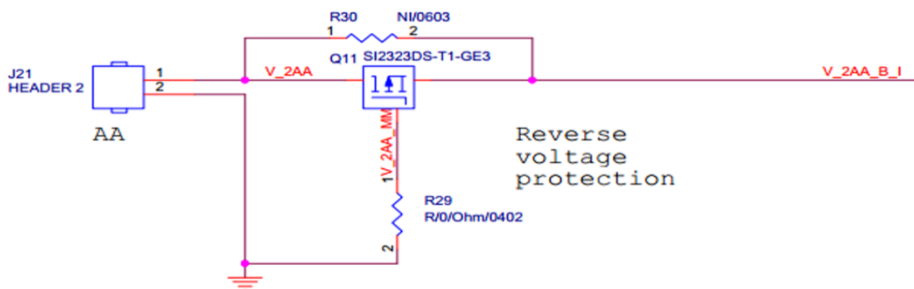 R30 NI/0603
1 2
Q11 SI2323DS-T1-GE3
J21
HEADER 2
1
2
V_2AA
V_2AA_B_I
AA
V_2AA_MM
Reverse
voltage
protection
1
R29
R/0/Ohm/0402
2